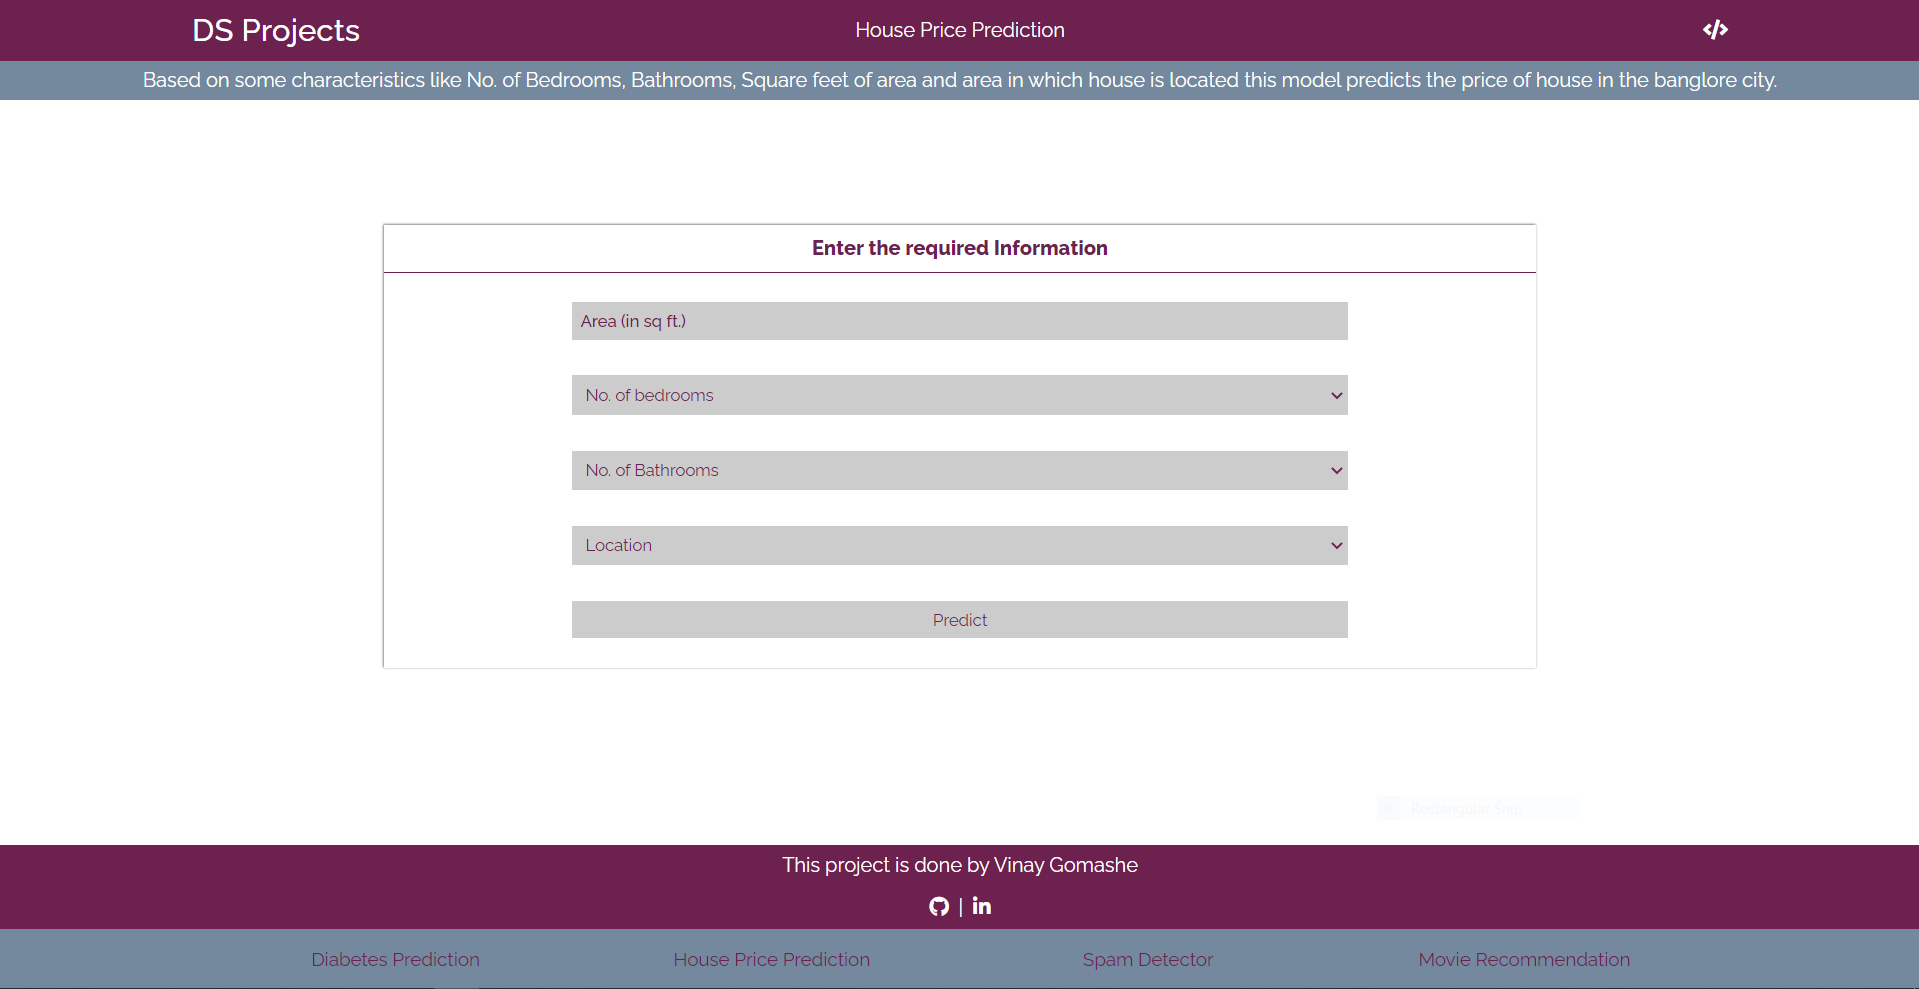 DS Projects
House Price Prediction
Based on some characteristics like No. of Bedrooms, Bathrooms, Square feet of area and area in which house is located this model predicts the price of house in the banglore city.
Enter the required Information
Area (in sq ft.)
No. of bedrooms
No. of Bathrooms
Location
Predict
Rectangular Snip
This project is done by Vinay Gomashe
|
Diabetes Prediction
House Price Prediction
Spam Detector
Movie Recommendation